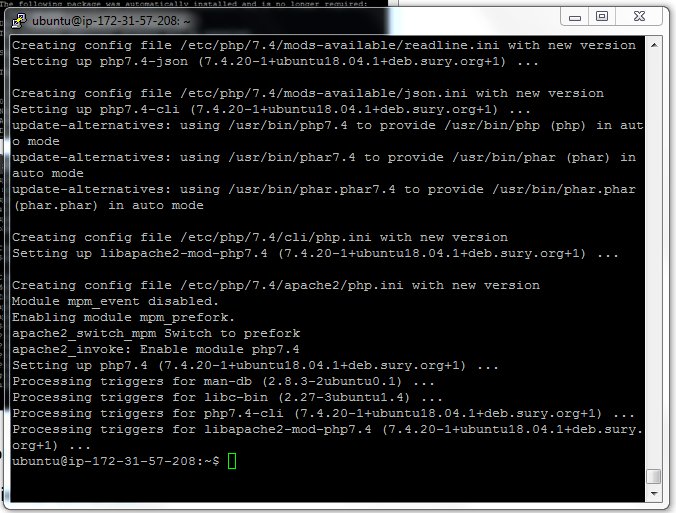 The following package was automatically installed and is no longer required:
ubuntu@ip-172-31-57-208: ~
Creating config file /etc/php/7.4/mods-available/readline.ini with new version
Setting up php7.4-json (7.4.20-1+ubuntu18.04.1+deb.sury.org+1) ...
Creating config file /etc/php/7.4/mods-available/json.ini with new version
Setting up php7.4-cli (7.4.20-1+ubuntu18.04.1+deb.sury.org+1) ...
update-alternatives: using /usr/bin/php7.4 to provide /usr/bin/php (php) in aut
o mode
update-alternatives: using /usr/bin/phar7.4 to provide /usr/bin/phar (phar) in
auto mode
update-alternatives: using /usr/bin/phar.phar7.4 to provide /usr/bin/phar.phar
(phar.phar) in auto mode
Creating config file /etc/php/7.4/cli/php.ini with new version
Setting up libapache2-mod-php7.4 (7.4.20-1+ubuntu18.04.1+deb.sury.org+1) ...
Creating config file /etc/php/7.4/apache2/php.ini with new version
Module mpm_event disabled.
Enabling module mpm_prefork.
apache2_switch_mpm Switch to prefork
apache2_invoke: Enable module php7.4
Setting up php7.4 (7.4.20-1+ubuntu18.04.1+deb.sury.org+1) ...
Processing triggers for man-db (2.8.3-2ubuntu0.1) ...
Processing triggers for libc-bin (2.27-3ubuntu1.4) ...
Processing triggers for php7.4-cli (7.4.20-1+ubuntu18.04.1+deb.sury.org+1) ...
Processing triggers for libapache2-mod-php7.4 (7.4.20-1+ubuntu18.04.1+deb.sury.
org+1) ...
ubuntu@ip-172-31-57-208:~$